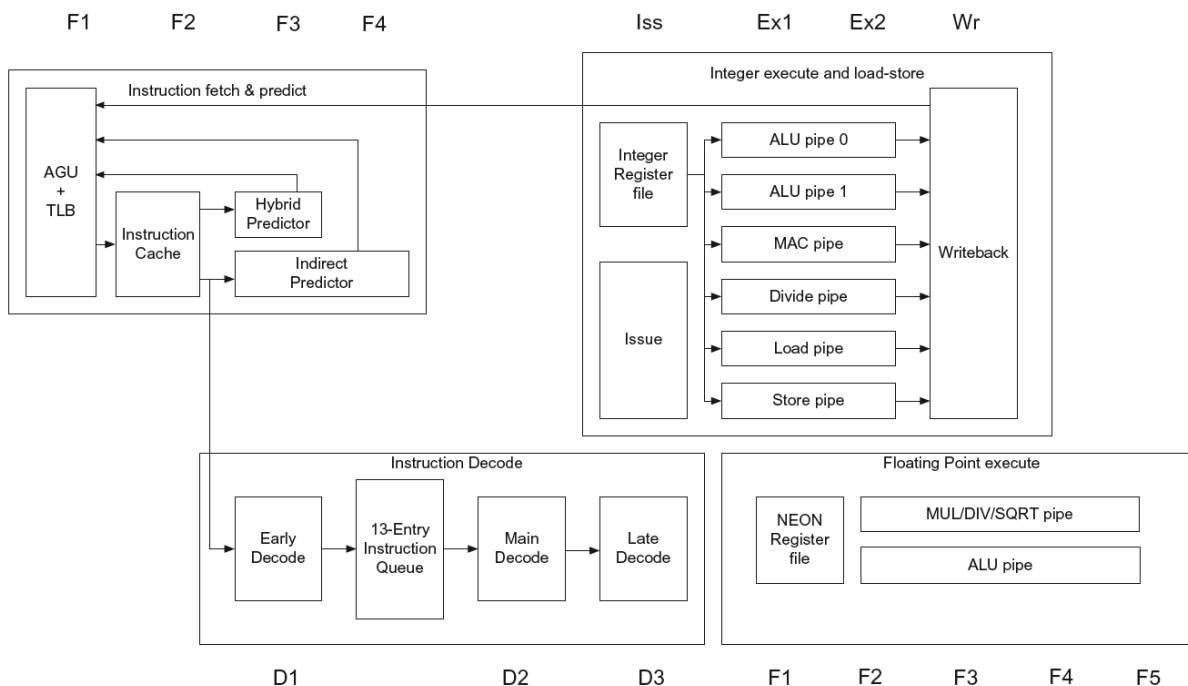 F1 F2 F3 F4 Iss Ex1 Ex2 Wr
Instruction fetch & predict
AGU
+
TLB
Instruction
Cache
Hybrid
Predictor
Indirect
Predictor
Integer execute and load-store
Integer
Register
file
Issue
ALU pipe 0
ALU pipe 1
MAC pipe
Divide pipe
Load pipe
Store pipe
Writeback
Instruction Decode
Early
Decode
13-Entry
Instruction
Queue
Main
Decode
Late
Decode
Floating Point execute
NEON
Register
file
MUL/DIV/SQRT pipe
ALU pipe
D1 D2 D3 F1 F2 F3 F4 F5